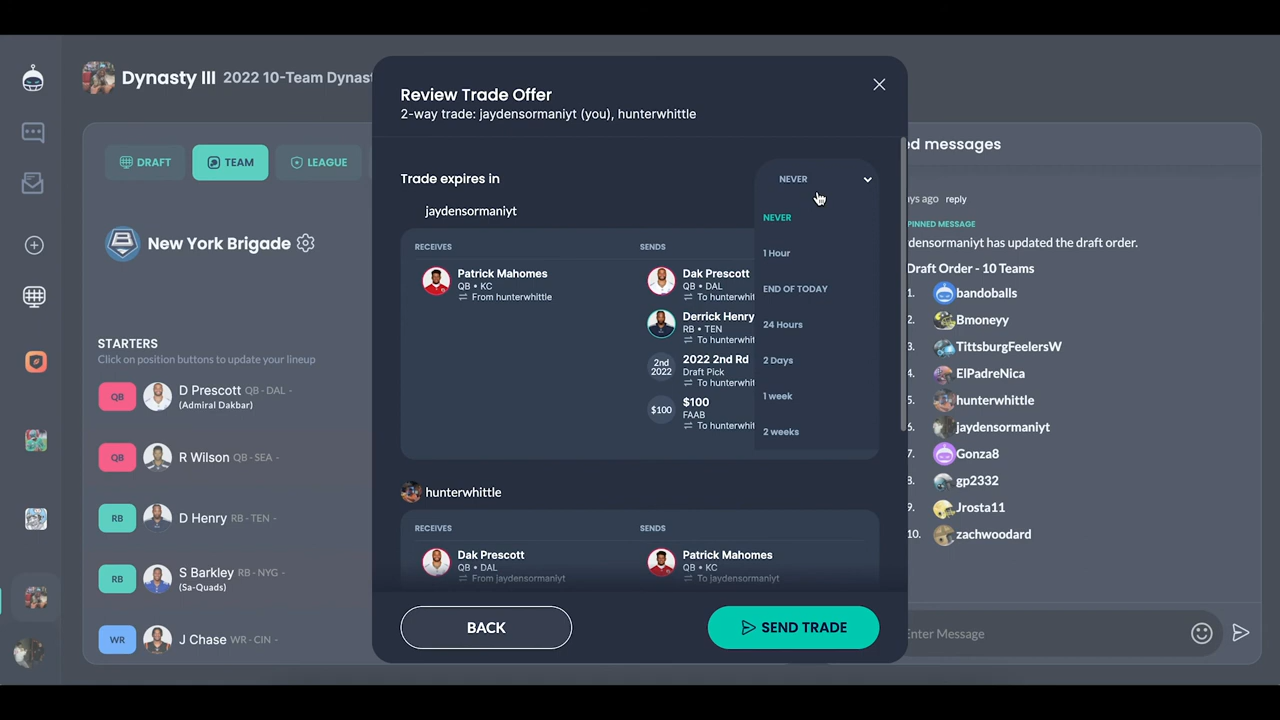 Dynasty III 2022 10-Team Dynast
DRAFT
TEAM
LEAGUE
New York Brigade
STARTERS
Click on position buttons to update your lineup
QB
D Prescott QB - DAL -
(Admiral Dakbar)
QB
R Wilson QB - SEA -
RB
D Henry RB - TEN -
RB
S Barkley RB - NYG -
(Sa-Quads)
WR
J Chase WR - CIN -
Review Trade Offer
2-way trade: jaydensormaniyt (you), hunterwhittle
Trade expires in
NEVER
NEVER
1 Hour
END OF TODAY
24 Hours
2 Days
1 week
2 weeks
jaydensormaniyt
RECEIVES
SENDS
Patrick Mahomes
QB • KC
From hunterwhittle
Dak Prescott
QB • DAL
To hunterwhit
Derrick Henry
RB • TEN
To hunterwhit
2nd
2022
2022 2nd Rd
Draft Pick
To hunterwhit
$100
$100
FAAB
To hunterwhit
hunterwhittle
RECEIVES
SENDS
Dak Prescott
QB • DAL
From jaydensormaniyt
Patrick Mahomes
QB • KC
To jaydensormaniyt
BACK
SEND TRADE
ed messages
ys ago reply
PINNED MESSAGE
densormaniyt has updated the draft order.
Draft Order - 10 Teams
1. bandoballs
2. Bmoneyy
3. TittsburgFeelersW
4. ElPadreNica
5. hunterwhittle
6. jaydensormaniyt
7. Gonza8
8. gp2332
9. Jrosta11
10. zachwoodard
Enter Message